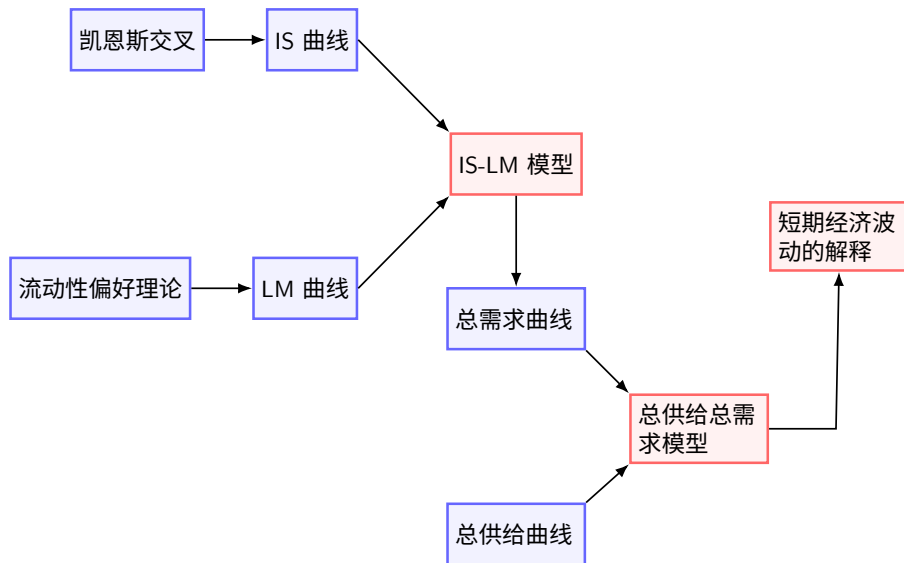 凯恩斯交叉
IS 曲线
IS-LM 模型
短期经济波
动的解释
流动性偏好理论
LM 曲线
总需求曲线
总供给总需
求模型
总供给曲线